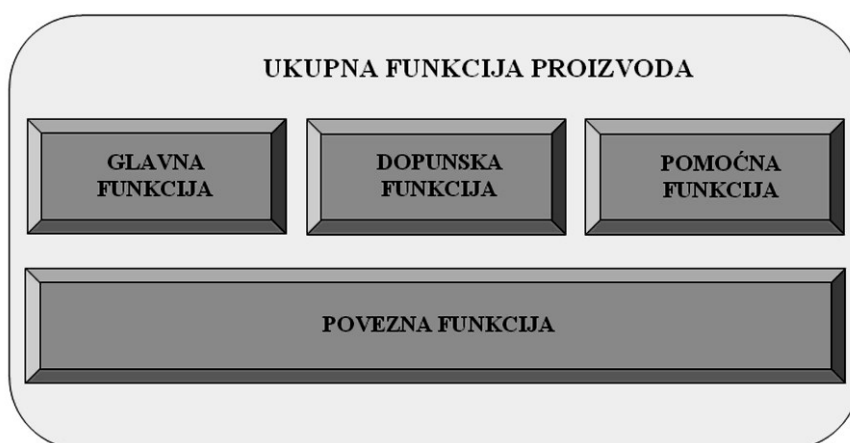 UKUPNA FUNKCIJA PROIZVODA
GLAVNA
FUNKCIJA
DOPUNSKA
FUNKCIJA
POMOĆNA
FUNKCIJA
POVEZNA FUNKCIJA